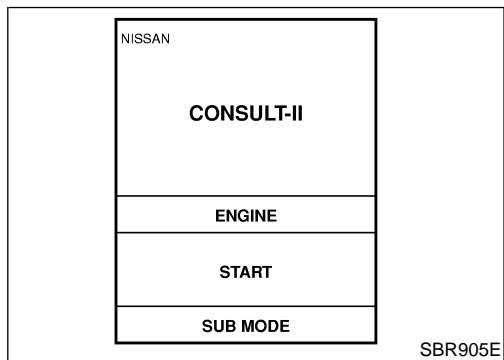 NISSAN
CONSULT-II
ENGINE
START
SUB MODE
SBR905E